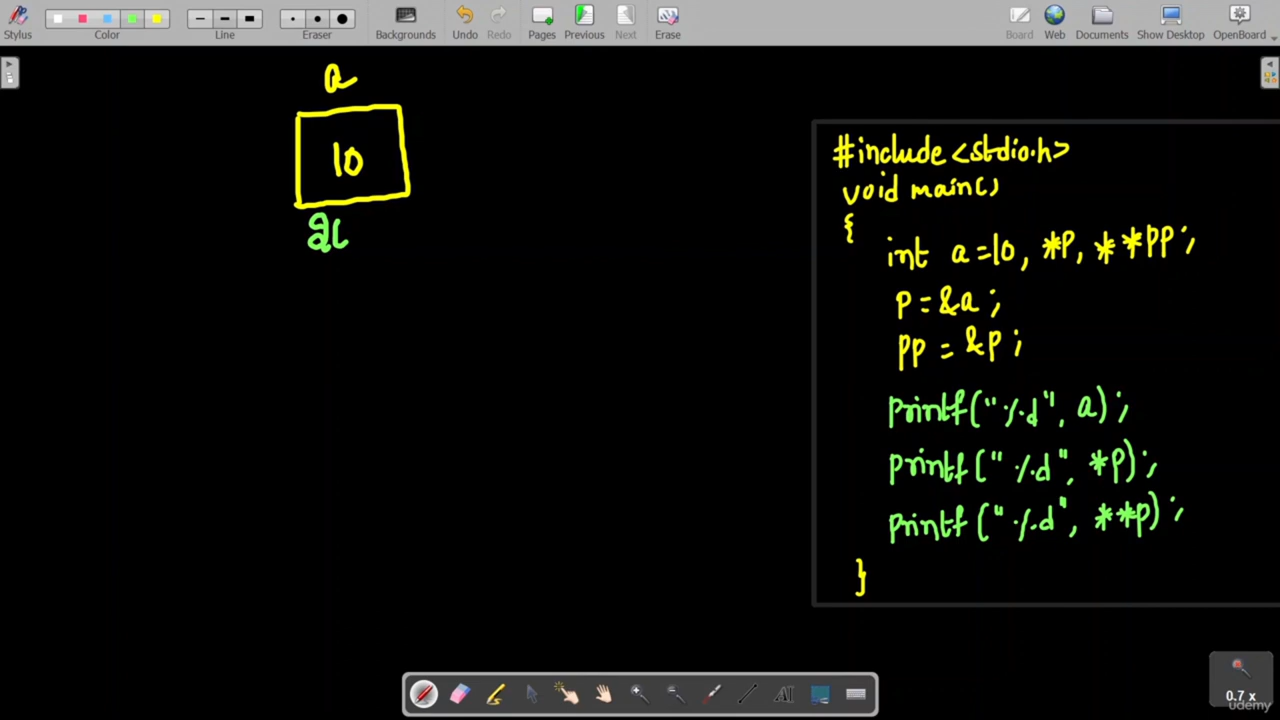 Stylus
Color
Line
Eraser
Backgrounds
Undo
Redo
Pages
Previous
Next
Erase
Board
Web
Documents
Show Desktop
OpenBoard
a
10
#include <stdio.h>
void main()
{
int a=10, *p, **pp;
p=&a;
pp = &p;
printf("%d", a);
printf("%d", *p);
printf("%d", **p);
}
0.7 x
udemy